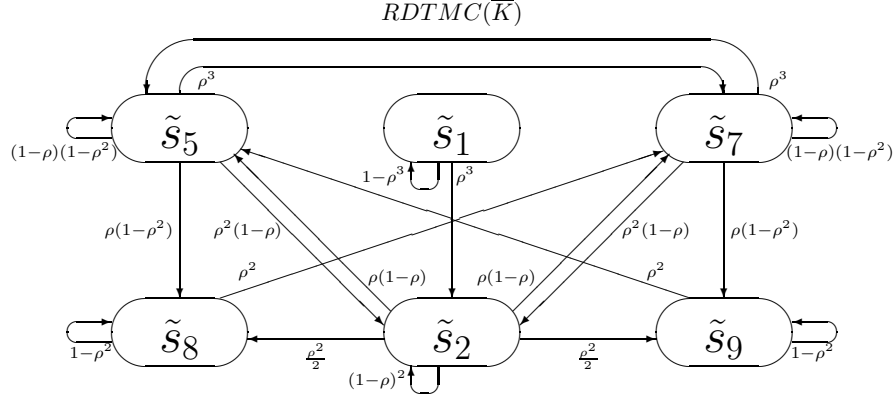 RDTMC(K̅)
ρ³ ρ³
s̃₅ s̃₁ s̃₇
(1−ρ)(1−ρ²) 1−ρ³ ρ³ (1−ρ)(1−ρ²)
ρ(1−ρ²) ρ²(1−ρ) ρ²(1−ρ) ρ(1−ρ²)
ρ² ρ(1−ρ) ρ(1−ρ) ρ²
s̃₈ s̃₂ s̃₉
1−ρ² ρ²/2 ρ²/2 1−ρ²
(1−ρ)²